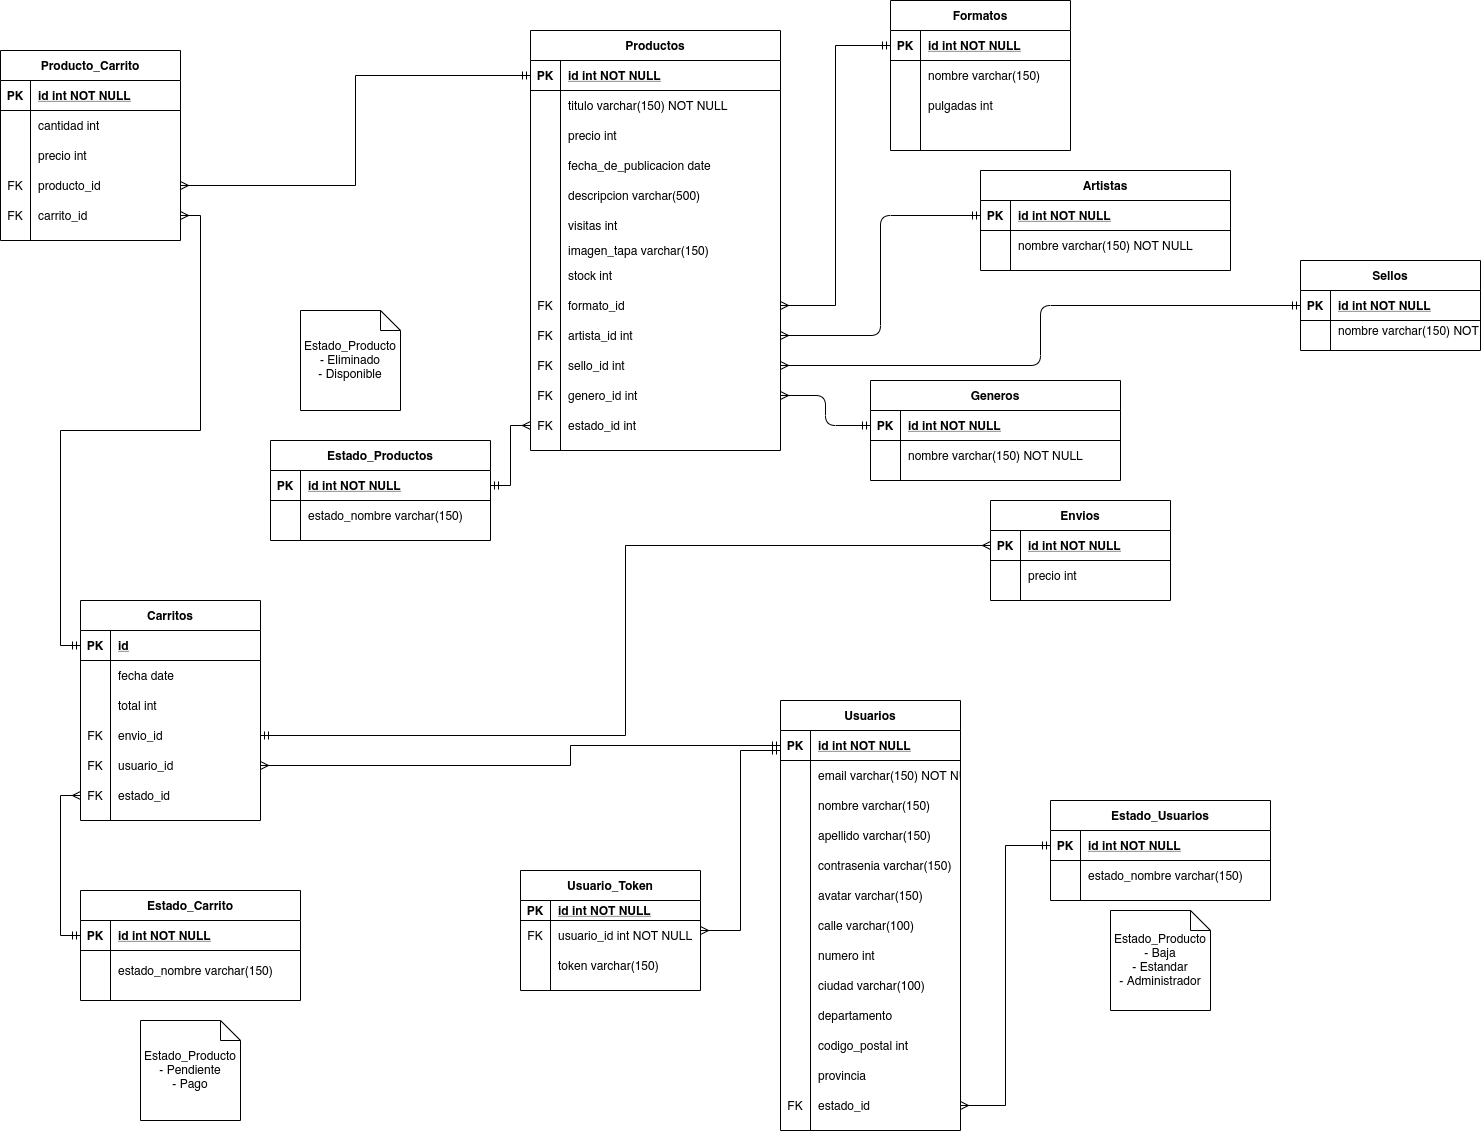 Formatos
PK id int NOT NULL
nombre varchar(150)
pulgadas int
Productos
PK id int NOT NULL
titulo varchar(150) NOT NULL
precio int
fecha_de_publicacion date
descripcion varchar(500)
visitas int
imagen_tapa varchar(150)
stock int
FK formato_id
FK artista_id int
FK sello_id int
FK genero_id int
FK estado_id int
Producto_Carrito
PK id int NOT NULL
cantidad int
precio int
FK producto_id
FK carrito_id
Artistas
PK id int NOT NULL
nombre varchar(150) NOT NULL
Sellos
PK id int NOT NULL
nombre varchar(150) NOT
Estado_Producto
- Eliminado
- Disponible
Generos
PK id int NOT NULL
nombre varchar(150) NOT NULL
Estado_Productos
PK id int NOT NULL
estado_nombre varchar(150)
Envios
PK id int NOT NULL
precio int
Carritos
PK id
fecha date
total int
FK envio_id
FK usuario_id
FK estado_id
Usuarios
PK id int NOT NULL
email varchar(150) NOT N
nombre varchar(150)
apellido varchar(150)
contrasenia varchar(150)
avatar varchar(150)
calle varchar(100)
numero int
ciudad varchar(100)
departamento
codigo_postal int
provincia
FK estado_id
Estado_Usuarios
PK id int NOT NULL
estado_nombre varchar(150)
Estado_Producto
- Baja
- Estandar
- Administrador
Usuario_Token
PK id int NOT NULL
FK usuario_id int NOT NULL
token varchar(150)
Estado_Carrito
PK id int NOT NULL
estado_nombre varchar(150)
Estado_Producto
- Pendiente
- Pago